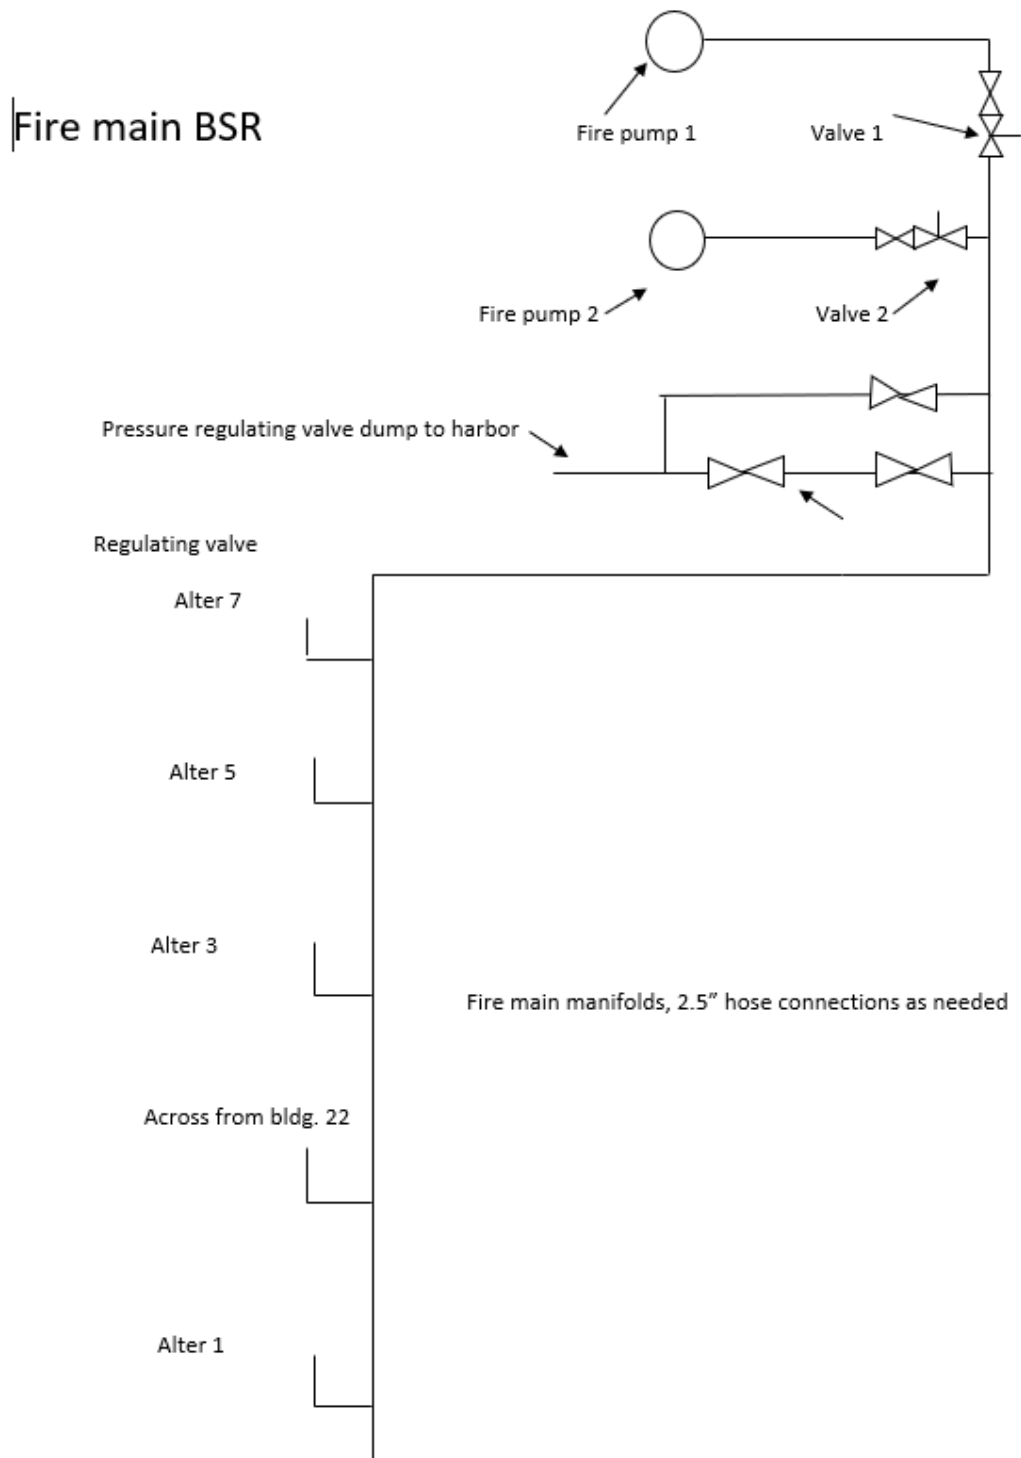 Fire main BSR
Fire pump 1
Valve 1
Fire pump 2
Valve 2
Pressure regulating valve dump to harbor
Regulating valve
Alter 7
Alter 5
Alter 3
Fire main manifolds, 2.5” hose connections as needed
Across from bldg. 22
Alter 1